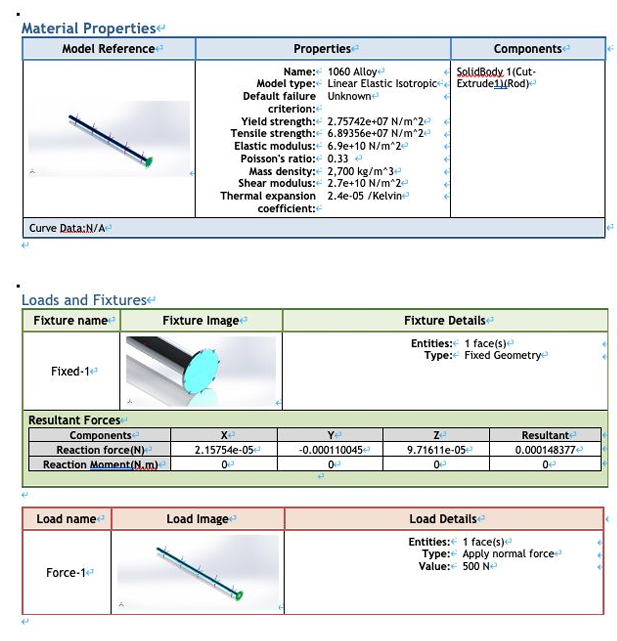 Material Properties
Model Reference Properties Components
Name: 1060 Alloy
Model type: Linear Elastic Isotropic
Default failure criterion: Unknown
Yield strength: 2.75742e+07 N/m^2
Tensile strength: 6.89356e+07 N/m^2
Elastic modulus: 6.9e+10 N/m^2
Poisson's ratio: 0.33
Mass density: 2,700 kg/m^3
Shear modulus: 2.7e+10 N/m^2
Thermal expansion coefficient: 2.4e-05 /Kelvin
SolidBody 1(Cut-
Extrude1)(Rod)
Curve Data:N/A
Loads and Fixtures
Fixture name Fixture Image Fixture Details
Fixed-1
Entities: 1 face(s)
Type: Fixed Geometry
Resultant Forces
Components X Y Z Resultant
Reaction force(N) 2.15754e-05 -0.000110045 9.71611e-05 0.000148377
Reaction Moment(N.m) 0 0 0 0
Load name Load Image Load Details
Force-1
Entities: 1 face(s)
Type: Apply normal force
Value: 500 N